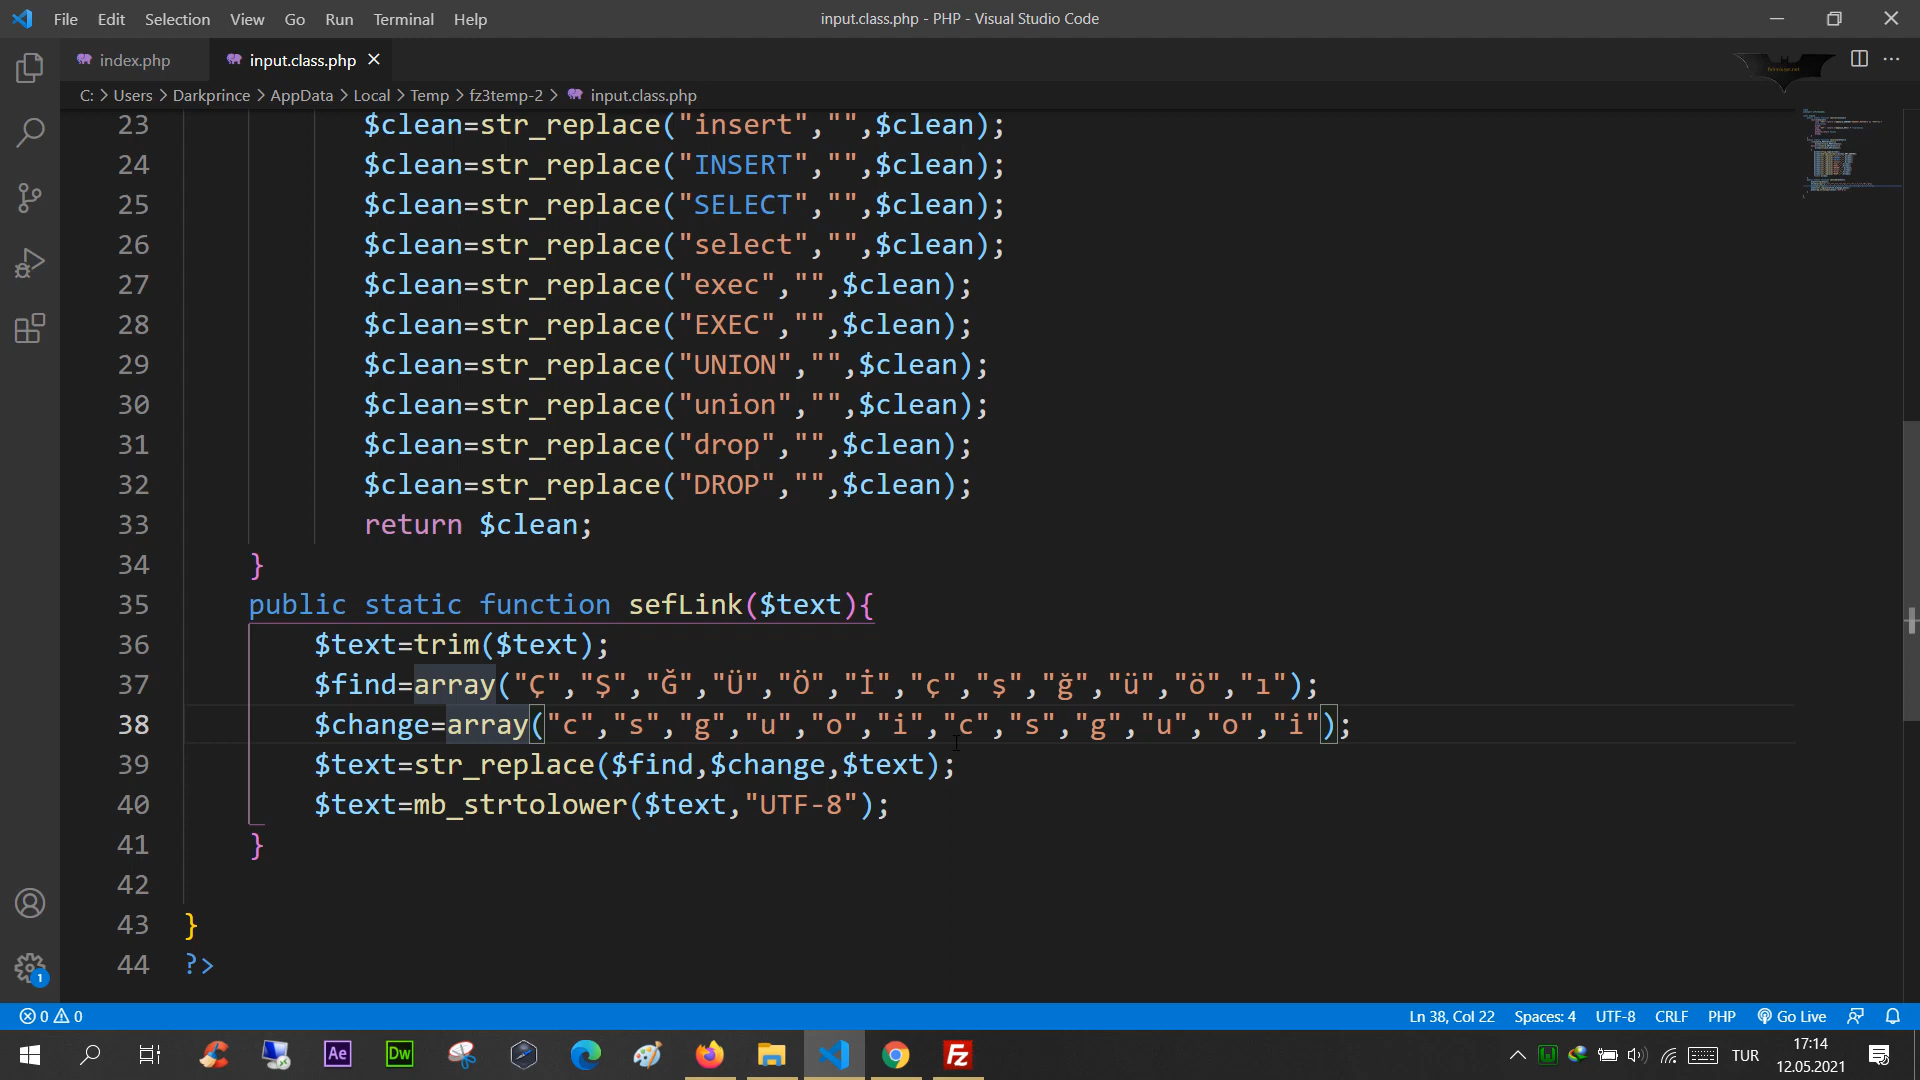 File Edit Selection View Go Run Terminal Help
input.class.php - PHP - Visual Studio Code
index.php
input.class.php
C: > Users > Darkprince > AppData > Local > Temp > fz3temp-2 > input.class.php
23 $clean=str_replace("insert","",$clean);
24 $clean=str_replace("INSERT","",$clean);
25 $clean=str_replace("SELECT","",$clean);
26 $clean=str_replace("select","",$clean);
27 $clean=str_replace("exec","",$clean);
28 $clean=str_replace("EXEC","",$clean);
29 $clean=str_replace("UNION","",$clean);
30 $clean=str_replace("union","",$clean);
31 $clean=str_replace("drop","",$clean);
32 $clean=str_replace("DROP","",$clean);
33 return $clean;
34 }
35 public static function sefLink($text){
36 $text=trim($text);
37 $find=array("Ç","Ş","Ğ","Ü","Ö","İ","ç","ş","ğ","ü","ö","ı");
38 $change=array("c","s","g","u","o","i","c","s","g","u","o","i");
39 $text=str_replace($find,$change,$text);
40 $text=mb_strtolower($text,"UTF-8");
41 }
42
43 }
44 ?>
1
0 0
Ln 38, Col 22 Spaces: 4 UTF-8 CRLF PHP Go Live
Ae
Dw
Fz
TUR
17:14
12.05.2021